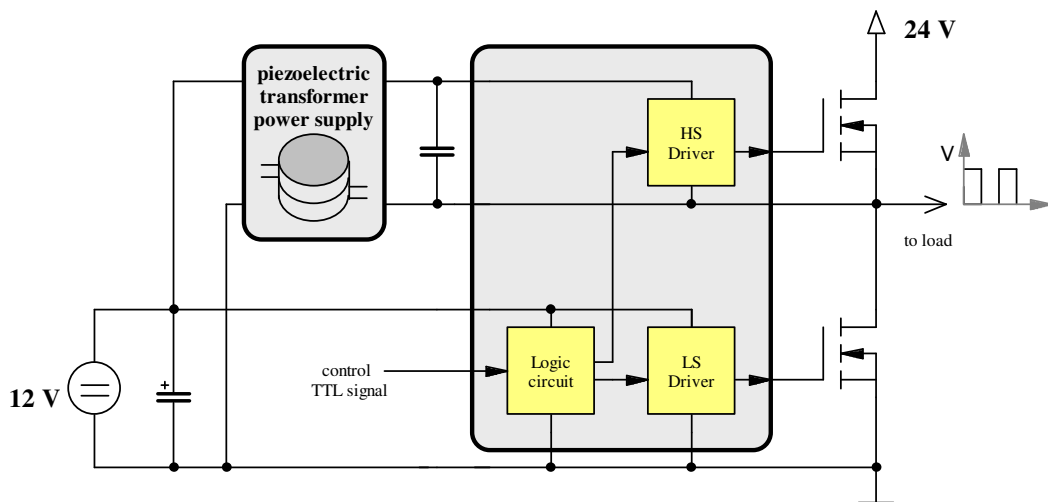 24 V
piezoelectric
transformer
power supply
HS
Driver
V
to load
Logic
circuit
LS
Driver
control
TTL signal
12 V
+